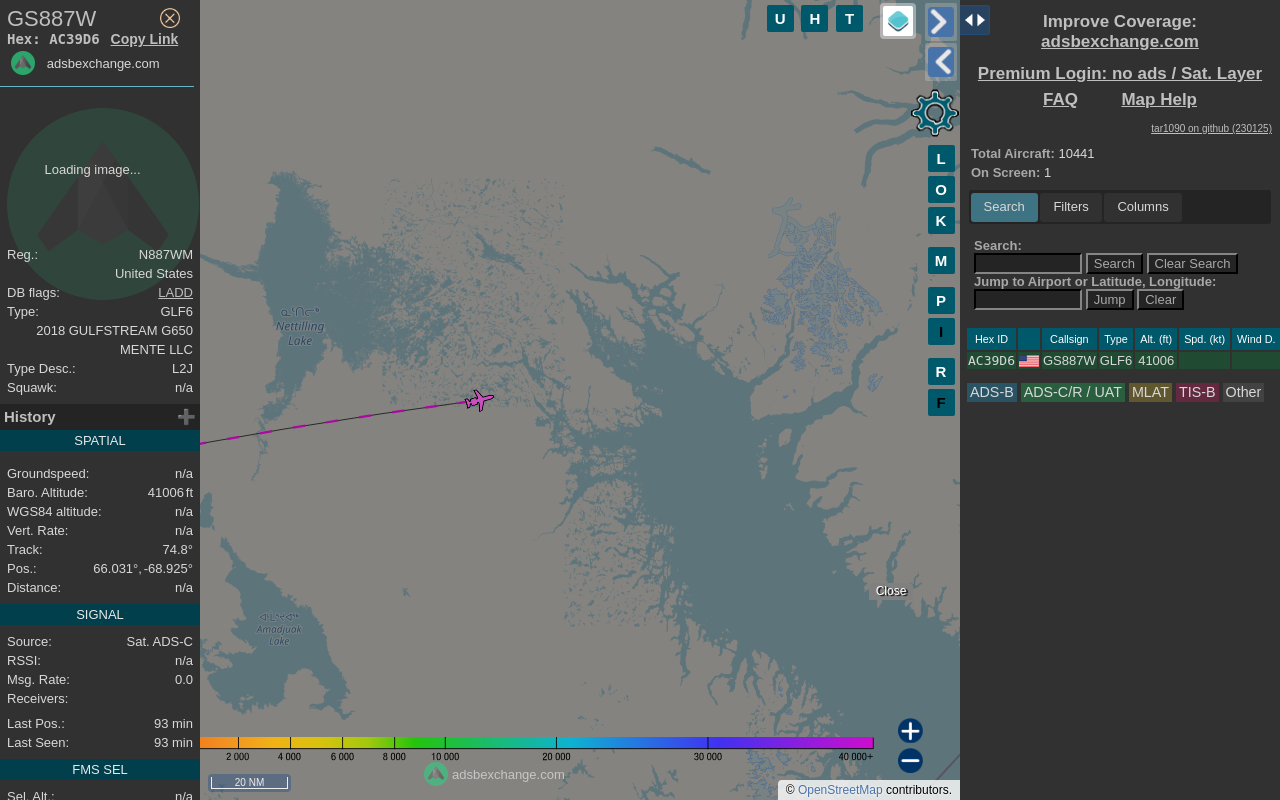 GS887W
Hex: AC39D6 Copy Link
adsbexchange.com
Loading image...
Reg.: N887WM
United States
DB flags: LADD
Type: GLF6
2018 GULFSTREAM G650
MENTE LLC
Type Desc.: L2J
Squawk: n/a
History
SPATIAL
Groundspeed: n/a
Baro. Altitude: 41006 ft
WGS84 altitude: n/a
Vert. Rate: n/a
Track: 74.8°
Pos.: 66.031°, -68.925°
Distance: n/a
SIGNAL
Source: Sat. ADS-C
RSSI: n/a
Msg. Rate: 0.0
Receivers:
Last Pos.: 93 min
Last Seen: 93 min
FMS SEL
Sel. Alt.: n/a
U H T
L
O
K
M
P
I
R
F
Nettilling
Lake
Amadjuak
Lake
Close
2 000 4 000 6 000 8 000 10 000 20 000 30 000 40 000+
20 NM
adsbexchange.com
© OpenStreetMap contributors.
Improve Coverage:
adsbexchange.com
Premium Login: no ads / Sat. Layer
FAQ Map Help
tar1090 on github (230125)
Total Aircraft: 10441
On Screen: 1
Search Filters Columns
Search:
Search Clear Search
Jump to Airport or Latitude, Longitude:
Jump Clear
Hex ID Callsign Type Alt. (ft) Spd. (kt) Wind D.
AC39D6 GS887W GLF6 41006
ADS-B ADS-C/R / UAT MLAT TIS-B Other